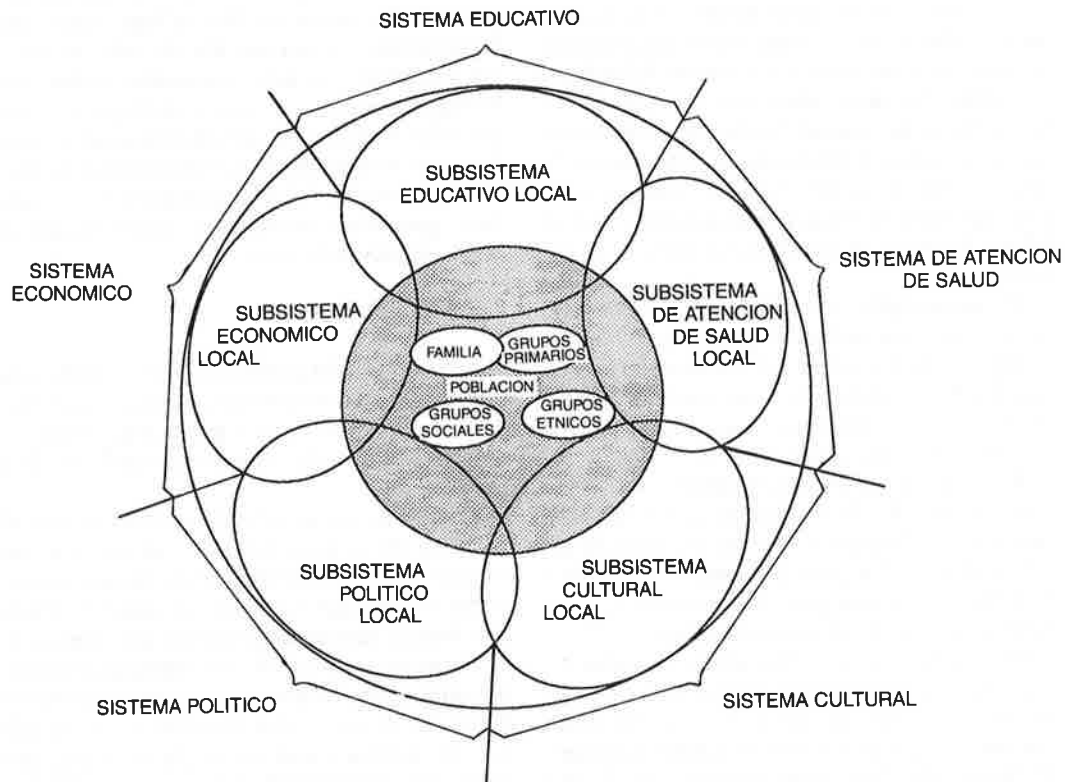 SISTEMA EDUCATIVO
SUBSISTEMA
EDUCATIVO LOCAL
SISTEMA
ECONOMICO
SISTEMA DE ATENCION
DE SALUD
SUBSISTEMA
ECONOMICO
LOCAL
SUBSISTEMA
DE ATENCION
DE SALUD
LOCAL
FAMILIA
GRUPOS
PRIMARIOS
POBLACION
GRUPOS
SOCIALES
GRUPOS
ETNICOS
SUBSISTEMA
POLITICO
LOCAL
SUBSISTEMA
CULTURAL
LOCAL
SISTEMA POLITICO
SISTEMA CULTURAL